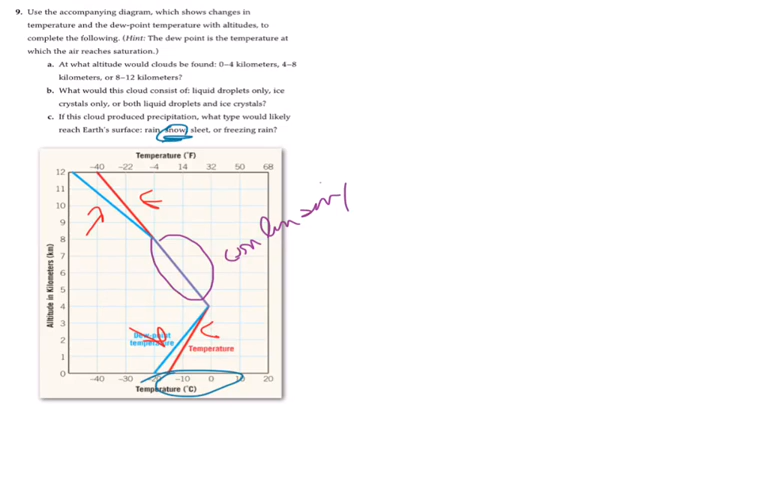 9. Use the accompanying diagram, which shows changes in
temperature and the dew-point temperature with altitudes, to
complete the following. (Hint: The dew point is the temperature at
which the air reaches saturation.)
a. At what altitude would clouds be found: 0–4 kilometers, 4–8
kilometers, or 8–12 kilometers?
b. What would this cloud consist of: liquid droplets only, ice
crystals only, or both liquid droplets and ice crystals?
c. If this cloud produced precipitation, what type would likely
reach Earth's surface: rain, snow, sleet, or freezing rain?
Temperature (°F)
-40 -22 -4 14 32 50 68
12
11
10
9
8
7
6
5
4
3
2
1
0
Altitude in Kilometers (km)
Dew-point
temperature
Temperature
-40 -30 -20 -10 0 10 20
Temperature (°C)